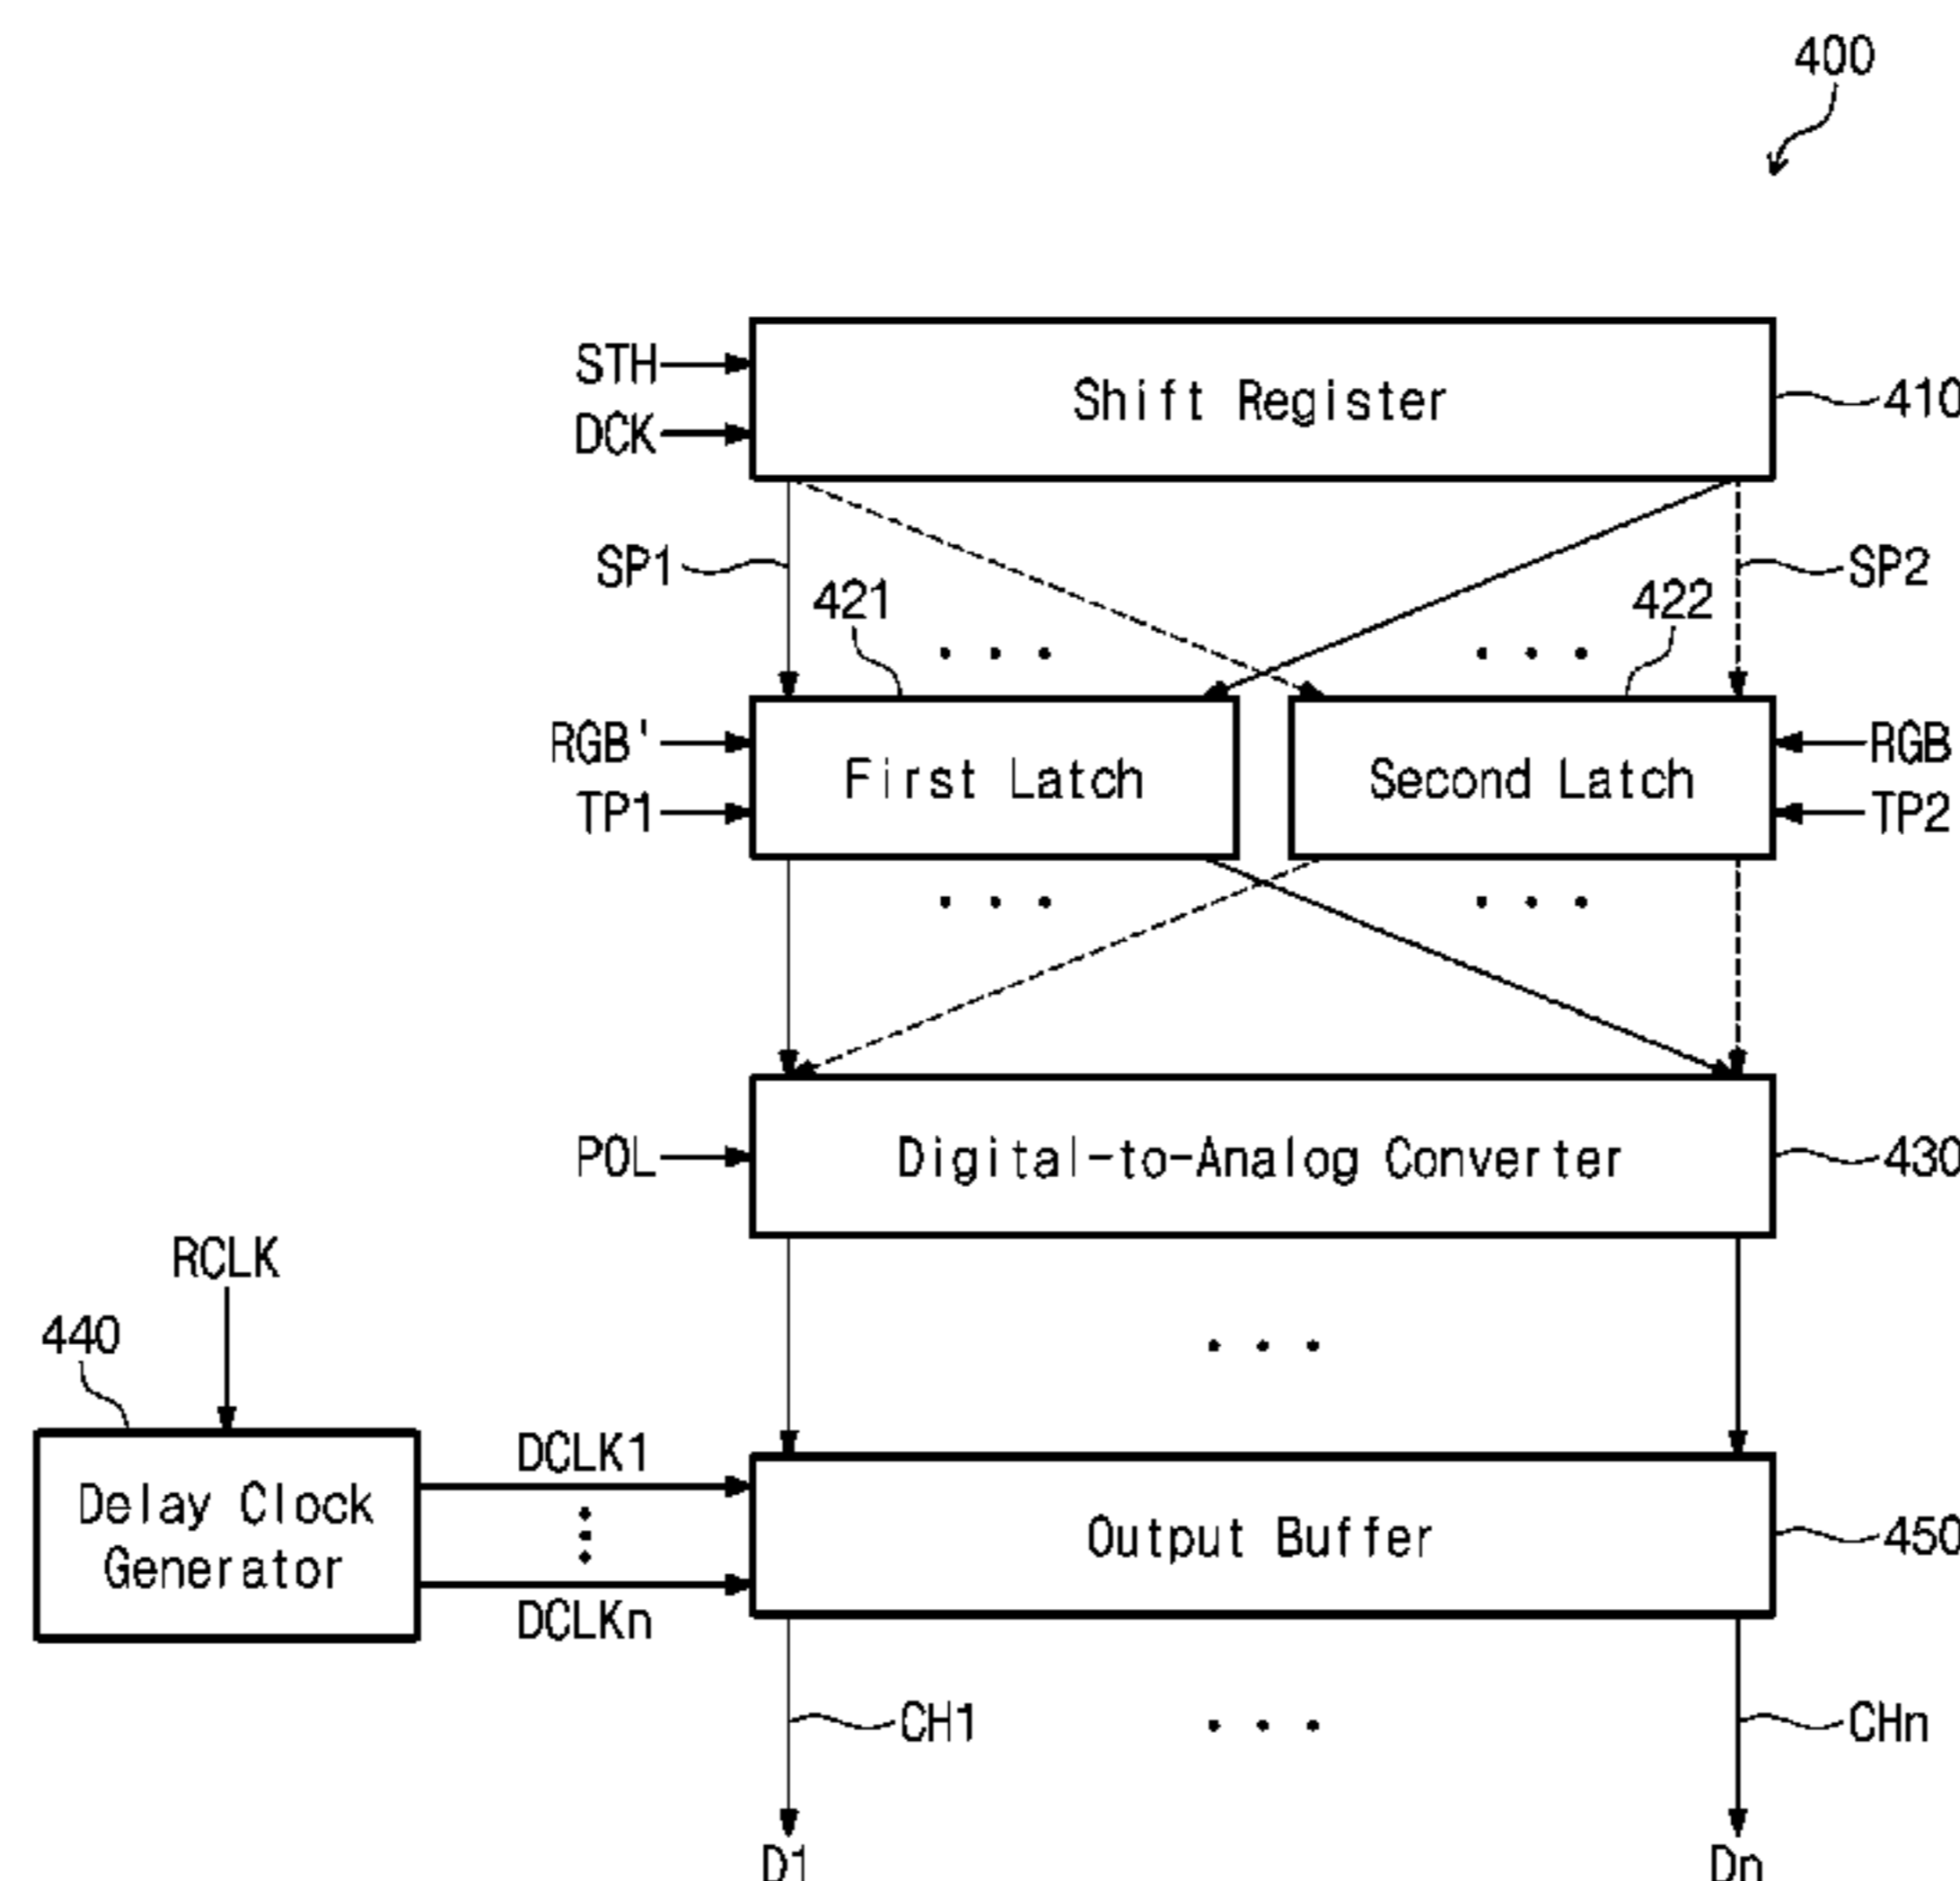 400
STH
DCK
Shift Register
410
SP1
SP2
421
422
RGB'
TP1
First Latch
Second Latch
RGB
TP2
POL
Digital-to-Analog Converter
430
RCLK
440
Delay Clock
Generator
DCLK1
DCLKn
Output Buffer
450
CH1
CHn
D1
Dn